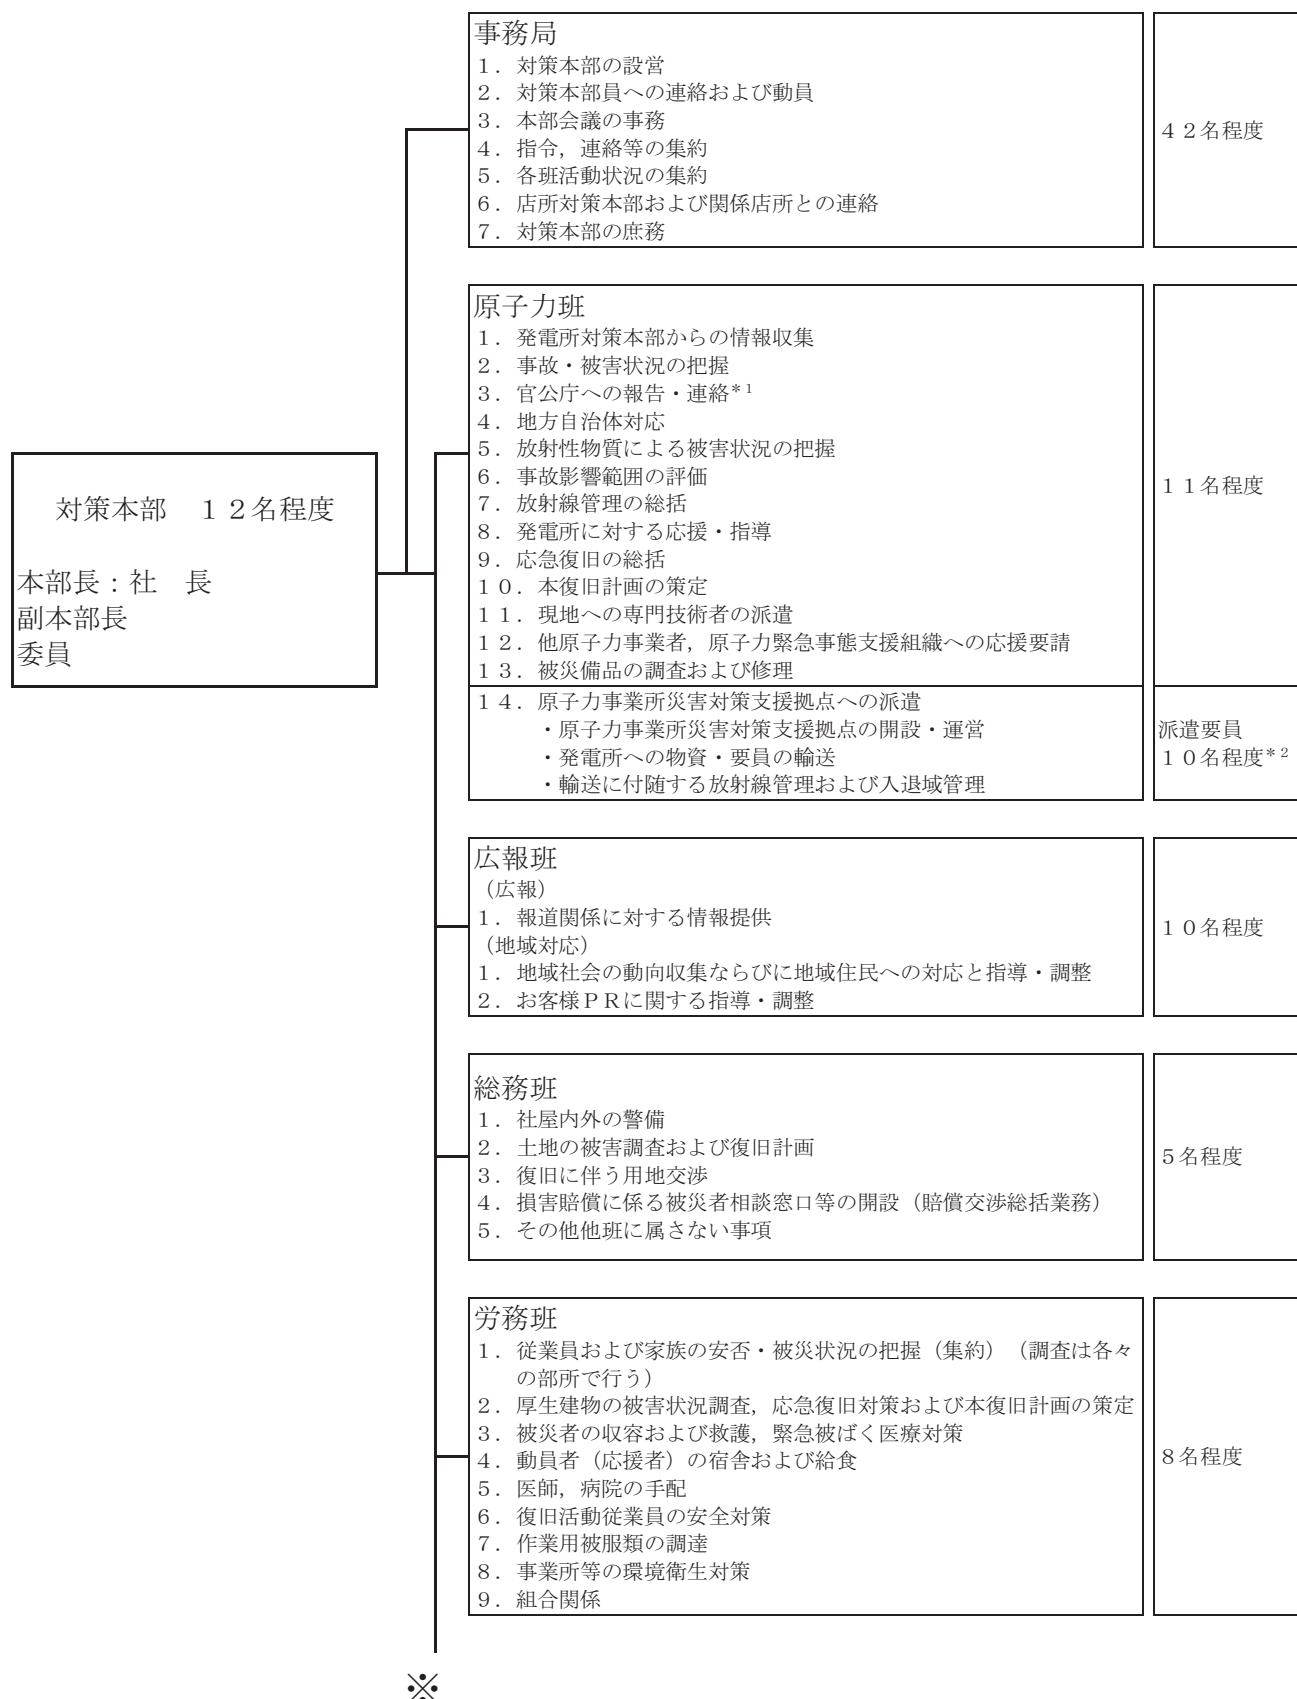 事務局
１．対策本部の設営
２．対策本部員への連絡および動員
３．本部会議の事務
４．指令，連絡等の集約
５．各班活動状況の集約
６．店所対策本部および関係店所との連絡
７．対策本部の庶務
４２名程度
原子力班
１．発電所対策本部からの情報収集
２．事故・被害状況の把握
３．官公庁への報告・連絡＊１
４．地方自治体対応
５．放射性物質による被害状況の把握
６．事故影響範囲の評価
７．放射線管理の総括
８．発電所に対する応援・指導
９．応急復旧の総括
１０．本復旧計画の策定
１１．現地への専門技術者の派遣
１２．他原子力事業者，原子力緊急事態支援組織への応援要請
１３．被災備品の調査および修理
１１名程度
１４．原子力事業所災害対策支援拠点への派遣
・原子力事業所災害対策支援拠点の開設・運営
・発電所への物資・要員の輸送
・輸送に付随する放射線管理および入退域管理
派遣要員
１０名程度＊２
対策本部　１２名程度
本部長：社　長
副本部長
委員
広報班
（広報）
１．報道関係に対する情報提供
（地域対応）
１．地域社会の動向収集ならびに地域住民への対応と指導・調整
２．お客様ＰＲに関する指導・調整
１０名程度
総務班
１．社屋内外の警備
２．土地の被害調査および復旧計画
３．復旧に伴う用地交渉
４．損害賠償に係る被災者相談窓口等の開設（賠償交渉総括業務）
５．その他他班に属さない事項
５名程度
労務班
１．従業員および家族の安否・被災状況の把握（集約）（調査は各々
の部所で行う）
２．厚生建物の被害状況調査，応急復旧対策および本復旧計画の策定
３．被災者の収容および救護，緊急被ばく医療対策
４．動員者（応援者）の宿舎および給食
５．医師，病院の手配
６．復旧活動従業員の安全対策
７．作業用被服類の調達
８．事業所等の環境衛生対策
９．組合関係
８名程度
※